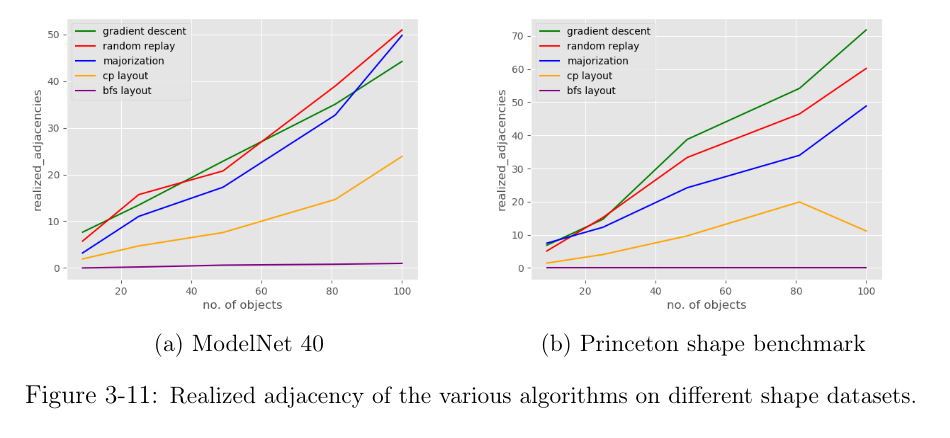 gradient descent
random replay
majorization
cp layout
bfs layout
50
40
30
20
10
0
realized_adjacencies
20
40
60
80
100
no. of objects
(a) ModelNet 40
gradient descent
random replay
majorization
cp layout
bfs layout
70
60
50
40
30
20
10
0
realized_adjacencies
20
40
60
80
100
no. of objects
(b) Princeton shape benchmark
Figure 3-11: Realized adjacency of the various algorithms on different shape datasets.